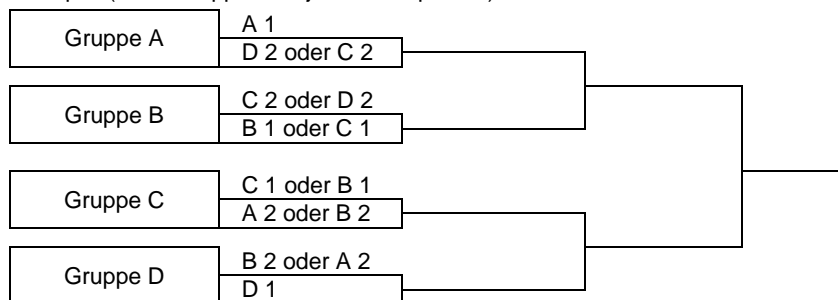 Gruppe A
A 1
D 2 oder C 2
Gruppe B
C 2 oder D 2
B 1 oder C 1
Gruppe C
C 1 oder B 1
A 2 oder B 2
Gruppe D
B 2 oder A 2
D 1